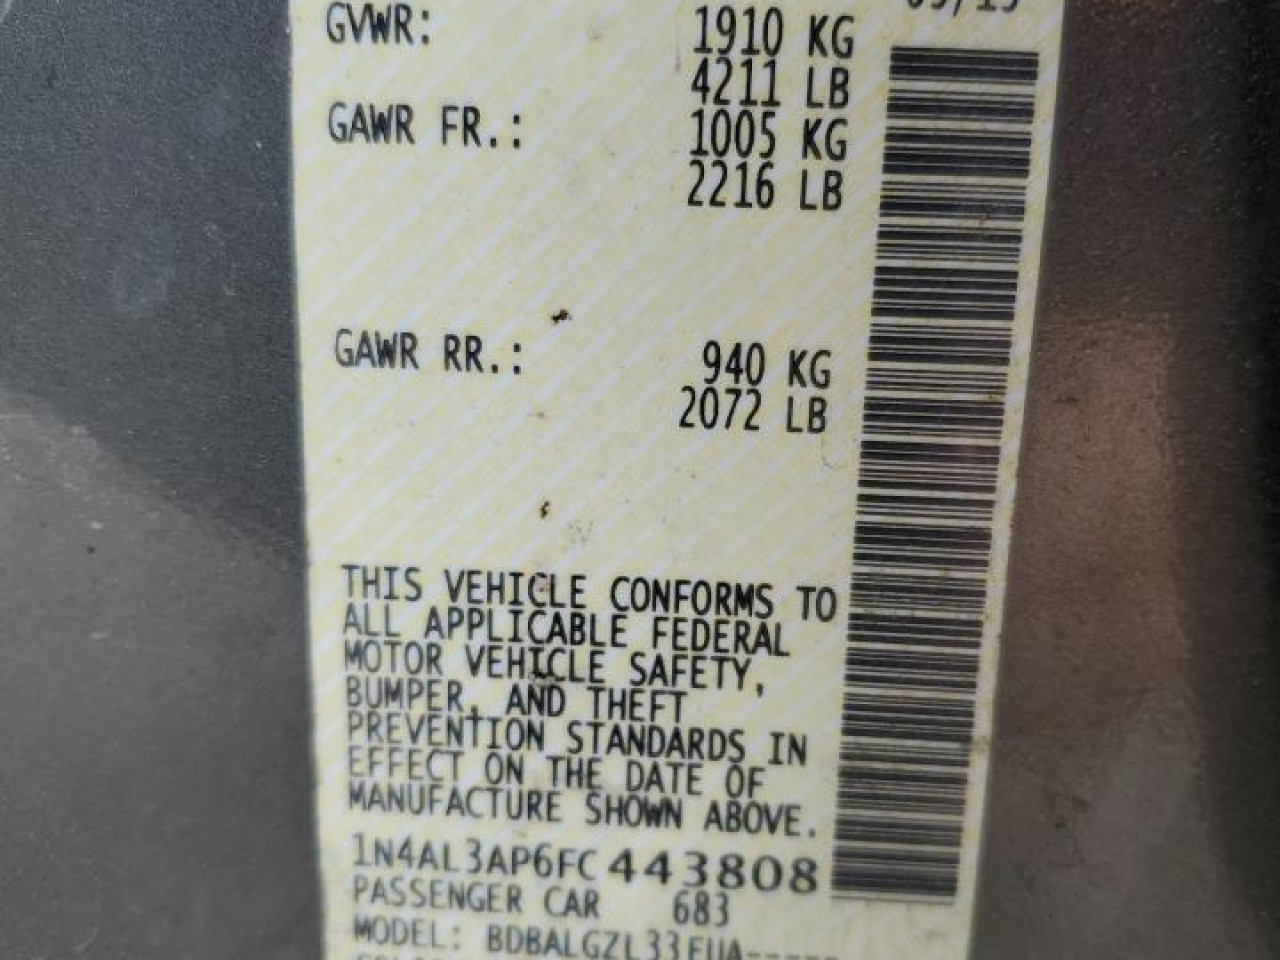 GVWR: 1910 KG
4211 LB
GAWR FR.: 1005 KG
2216 LB
GAWR RR.: 940 KG
2072 LB
THIS VEHICLE CONFORMS TO
ALL APPLICABLE FEDERAL
MOTOR VEHICLE SAFETY,
BUMPER, AND THEFT
PREVENTION STANDARDS IN
EFFECT ON THE DATE OF
MANUFACTURE SHOWN ABOVE.
1N4AL3AP6FC443808
PASSENGER CAR 683
MODEL: BDBALGZL33EUA-----